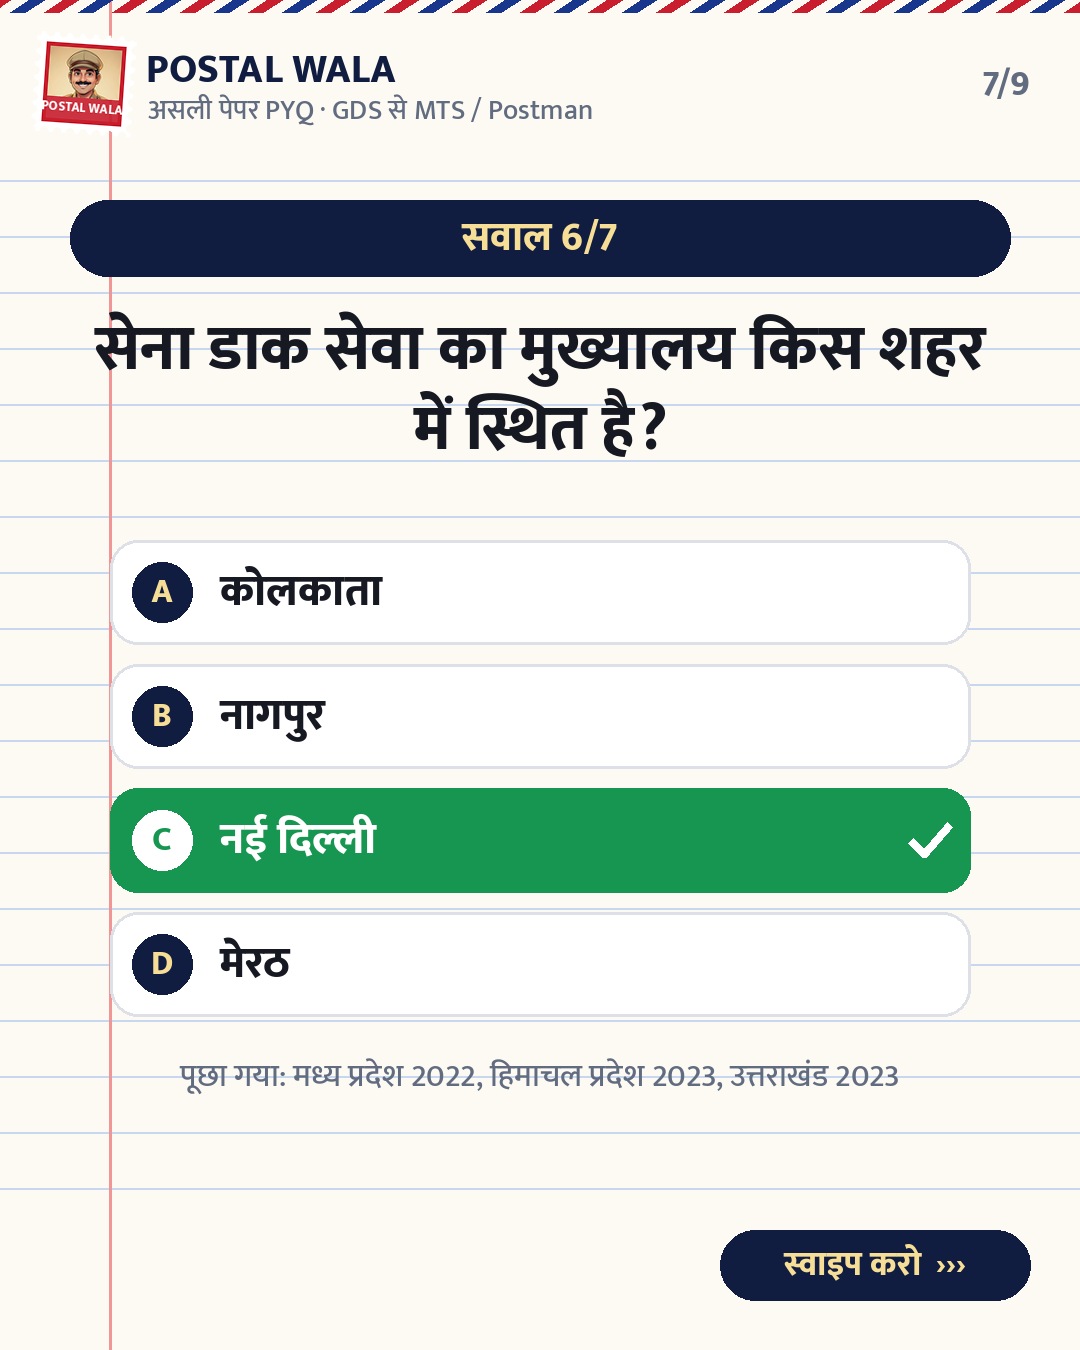 POSTAL WALA
POSTAL WALA
असली पेपर PYQ · GDS से MTS / Postman
7/9
सवाल 6/7
सेना डाक सेवा का मुख्यालय किस शहर
में स्थित है?
A कोलकाता
B नागपुर
C नई दिल्ली
D मेरठ
पूछा गया: मध्य प्रदेश 2022, हिमाचल प्रदेश 2023, उत्तराखंड 2023
स्वाइप करो ›››